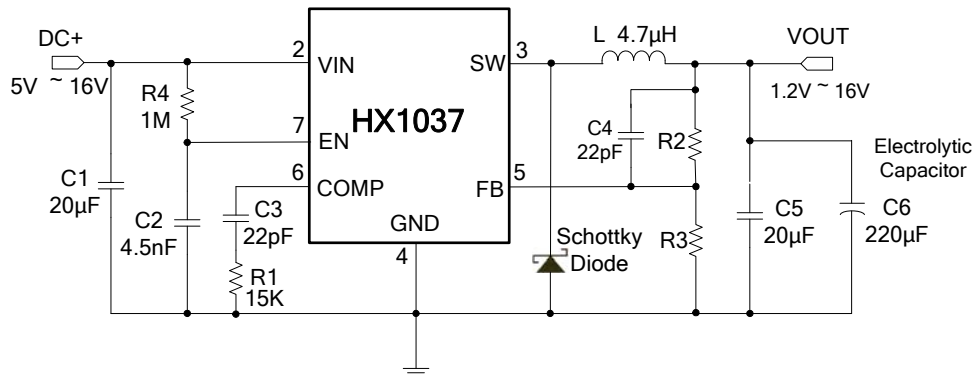 DC+
5V ~ 16V
R4
1M
C1
20μF
C2
4.5nF
C3
22pF
R1
15K
2
VIN
7
EN
6
COMP
HX1037
GND
4
SW
3
FB
5
L 4.7μH
C4
22pF
R2
R3
Schottky
Diode
VOUT
1.2V ~ 16V
Electrolytic
Capacitor
C5
20μF
C6
220μF